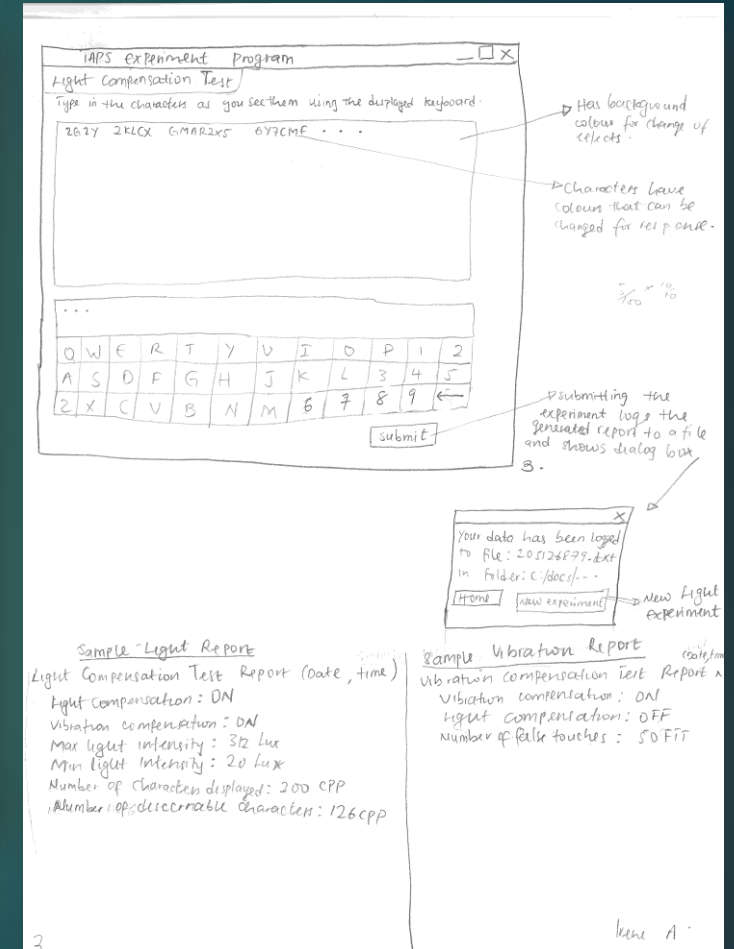 IAPS experiment program
Light Compensation Test
Type in the characters as you see them using the displayed keyboard.
2G2Y 2KLCX GMAR2X5 6Y7CMF ...
Has background
colour for change of
effects.
Characters have
colours that can be
changed for response.
...
Q W E R T Y U I O P 1 2
A S D F G H J K L 3 4 5
Z X C V B N M 6 7 8 9 ←
submit
submitting the
experiment logs the
generated report to a file
and shows dialog box
3.
X
Your data has been logged
to file: 205126879.txt
in folder: c:/docs/---
Home New experiment
New Light
experiment
Sample Light Report
Light Compensation Test Report (Date, time)
Light compensation: ON
Vibration compensation: ON
Max light intensity: 312 Lux
Min light intensity: 20 Lux
Number of Characters displayed: 200 CPP
Number of discernable characters: 126 CPP
Sample Vibration Report
(Date, time
Vibration compensation Test Report
Vibration compensation: ON
Light compensation: OFF
Number of false touches: 50 FTT
Irene A.